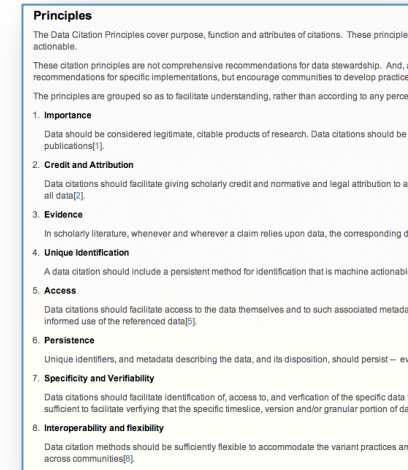 Principles
The Data Citation Principles cover purpose, function and attributes of citations. These principle
actionable.
These citation principles are not comprehensive recommendations for data stewardship. And,
recommendations for specific implementations, but encourage communities to develop practice
The principles are grouped so as to facilitate understanding, rather than according to any perce
1. Importance
Data should be considered legitimate, citable products of research. Data citations should be
publications[1].
2. Credit and Attribution
Data citations should facilitate giving scholarly credit and normative and legal attribution to a
all data[2].
3. Evidence
In scholarly literature, whenever and wherever a claim relies upon data, the corresponding d
4. Unique Identification
A data citation should include a persistent method for identification that is machine actionabl
5. Access
Data citations should facilitate access to the data themselves and to such associated metada
informed use of the referenced data[5].
6. Persistence
Unique identifiers, and metadata describing the data, and its disposition, should persist — ev
7. Specificity and Verifiability
Data citations should facilitate identification of, access to, and verfication of the specific data
sufficient to facilitate verfiying that the specific timeslice, version and/or granular portion of da
8. Interoperability and flexibility
Data citation methods should be sufficiently flexible to accommodate the variant practices an
across communities[8].